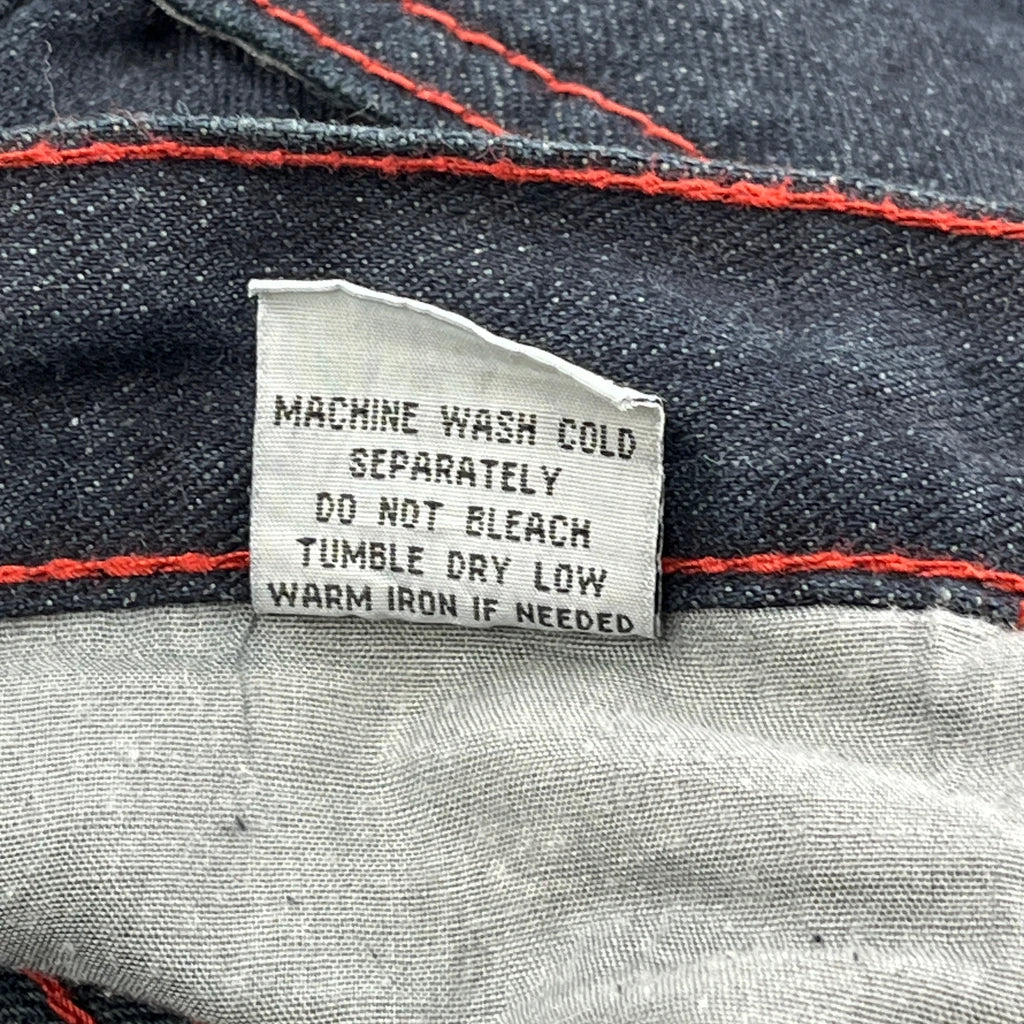 MACHINE WASH COLD
SEPARATELY
DO NOT BLEACH
TUMBLE DRY LOW
WARM IRON IF NEEDED